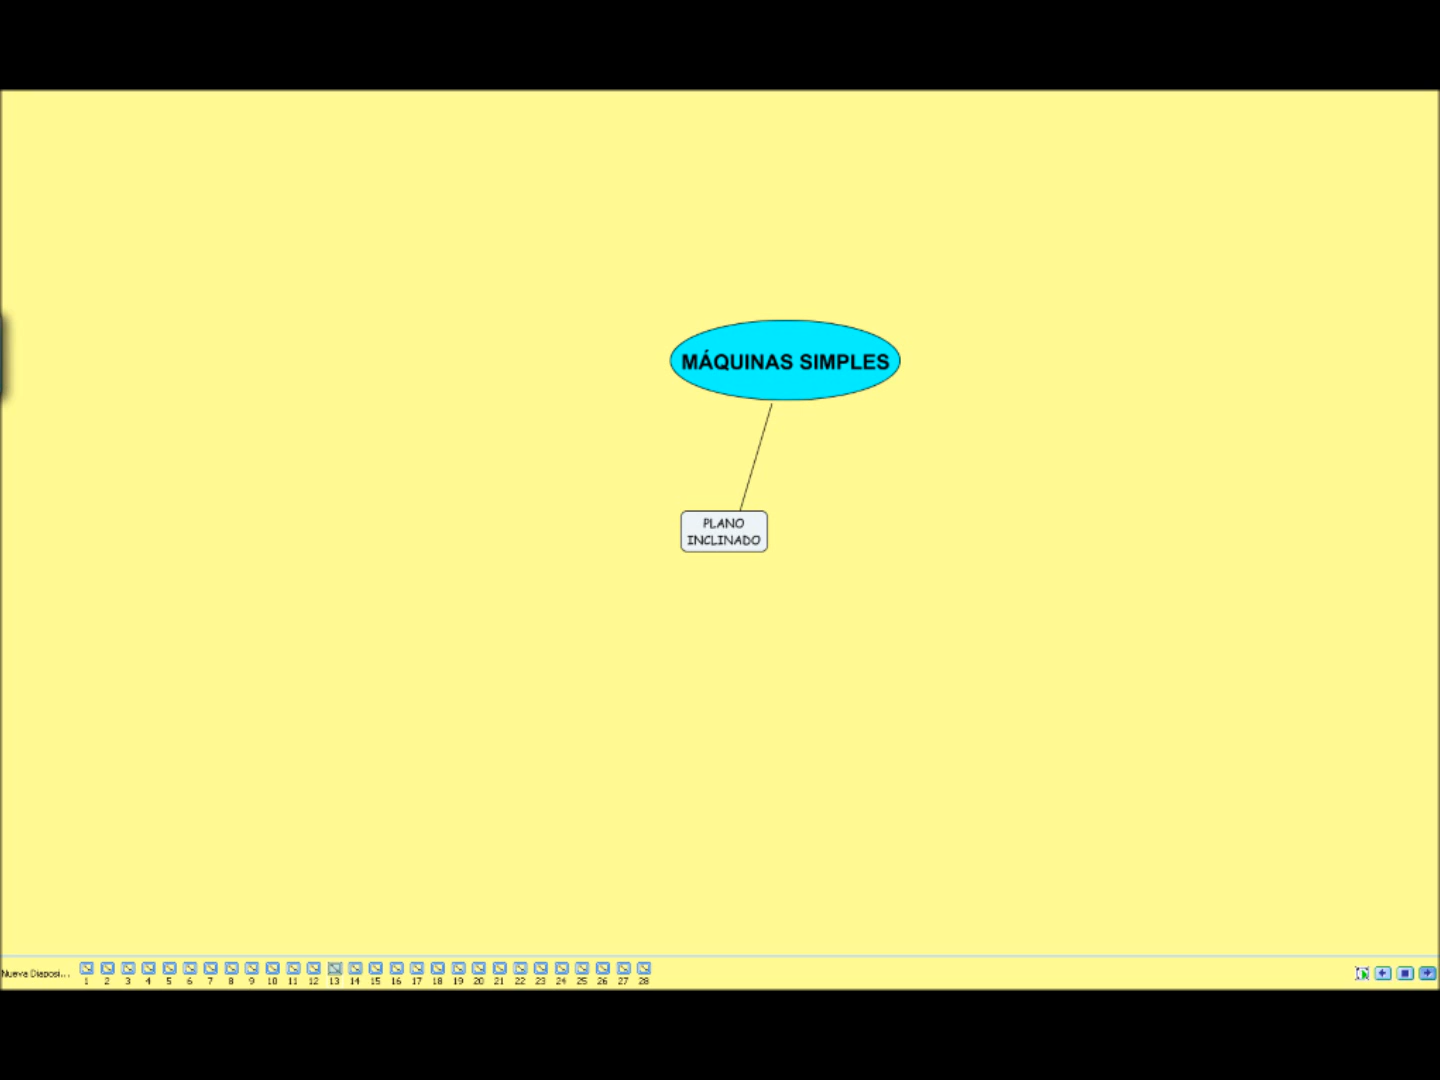 MÁQUINAS SIMPLES
PLANO
INCLINADO
Nueva Diaposi...
1 2 3 4 5 6 7 8 9 10 11 12 13 14 15 16 17 18 19 20 21 22 23 24 25 26 27 28